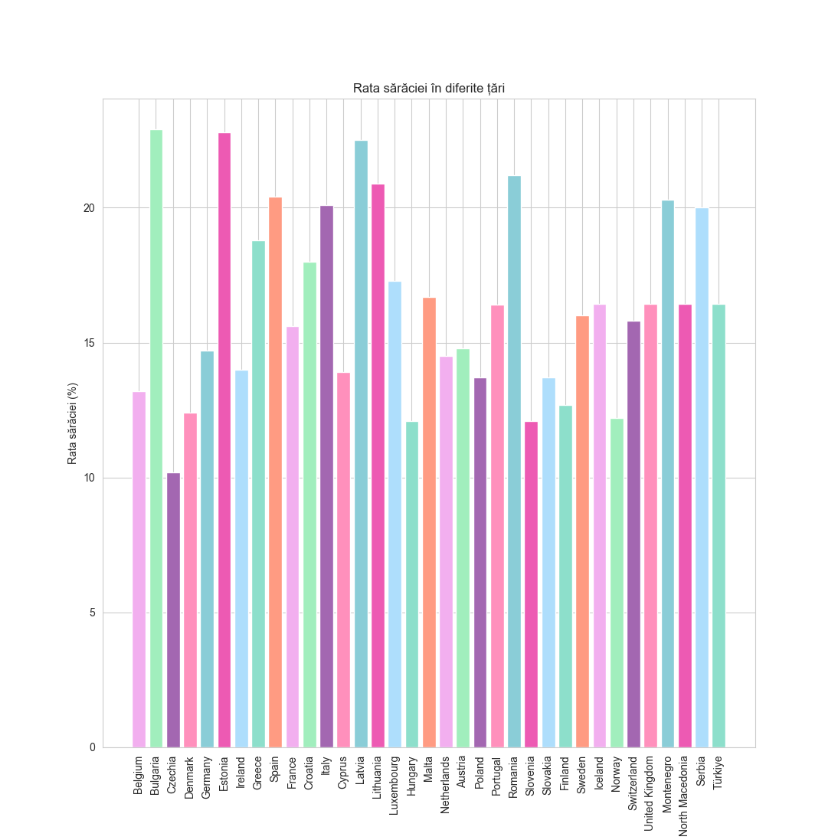 Rata sărăciei în diferite țări
Rata sărăciei (%)
20
15
10
5
0
Belgium
Bulgaria
Czechia
Denmark
Germany
Estonia
Ireland
Greece
Spain
France
Croatia
Italy
Cyprus
Latvia
Lithuania
Luxembourg
Hungary
Malta
Netherlands
Austria
Poland
Portugal
Romania
Slovenia
Slovakia
Finland
Sweden
Iceland
Norway
Switzerland
United Kingdom
Montenegro
North Macedonia
Serbia
Türkiye